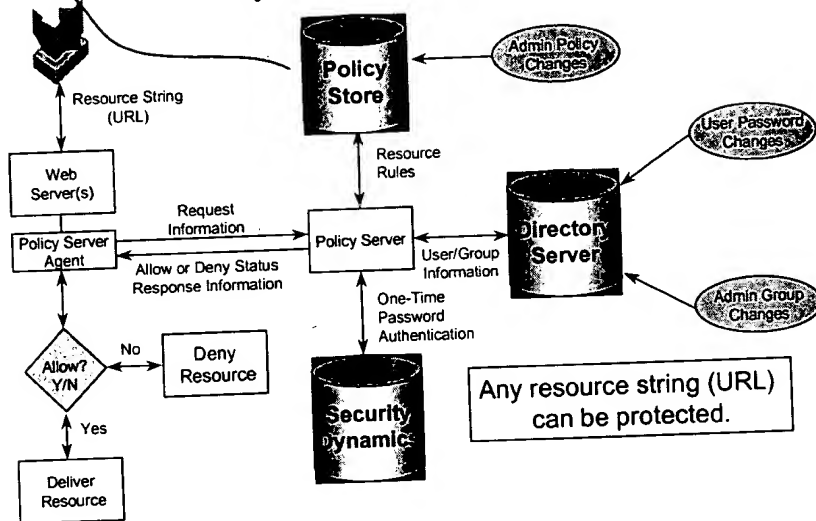 Policy
Store
Admin Policy
Changes
Resource String
(URL)
User Password
Changes
Resource
Rules
Web
Server(s)
Request
Information
Policy Server
Agent
Policy Server
Directory
Server
Allow or Deny Status
Response Information
User/Group
Information
Admin Group
Changes
One-Time
Password
Authentication
Allow?
Y/N
No
Deny
Resource
Security
Dynamics
Any resource string (URL)
can be protected.
Yes
Deliver
Resource